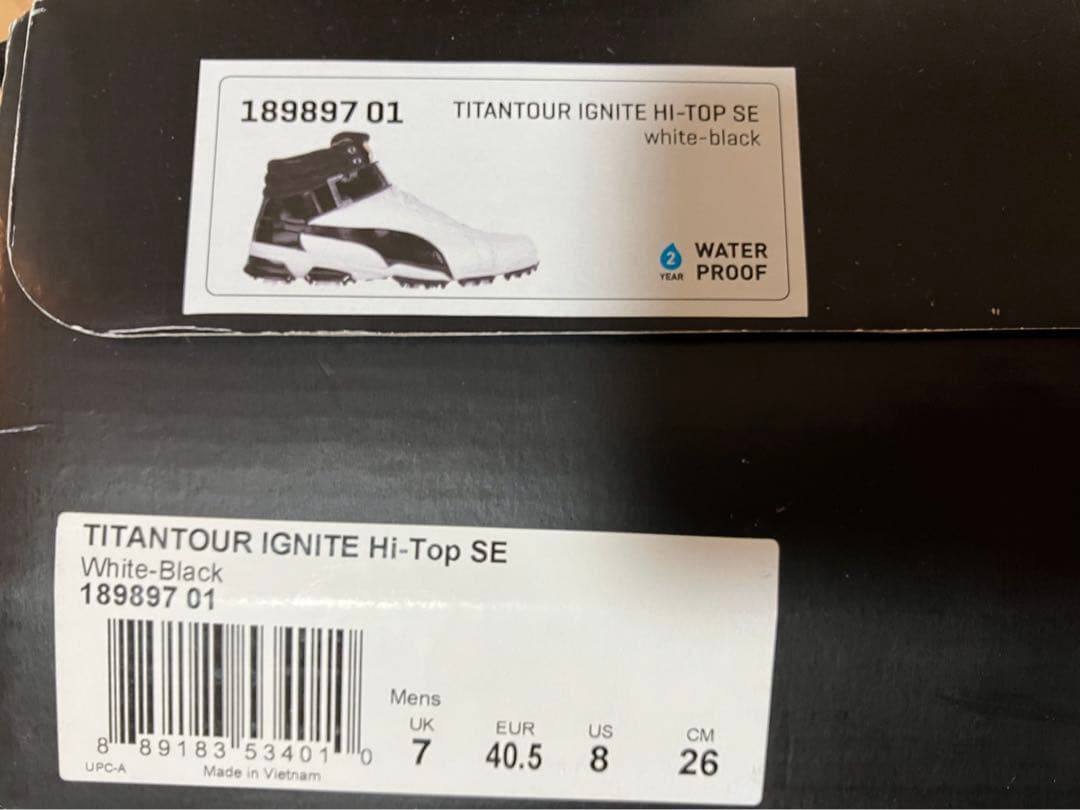 189897 01
TITANTOUR IGNITE HI-TOP SE
white-black
2
YEAR
WATER
PROOF
TITANTOUR IGNITE Hi-Top SE
White-Black
189897 01
8 89183 53401 0
UPC-A
Made in Vietnam
Mens
UK EUR US CM
7 40.5 8 26